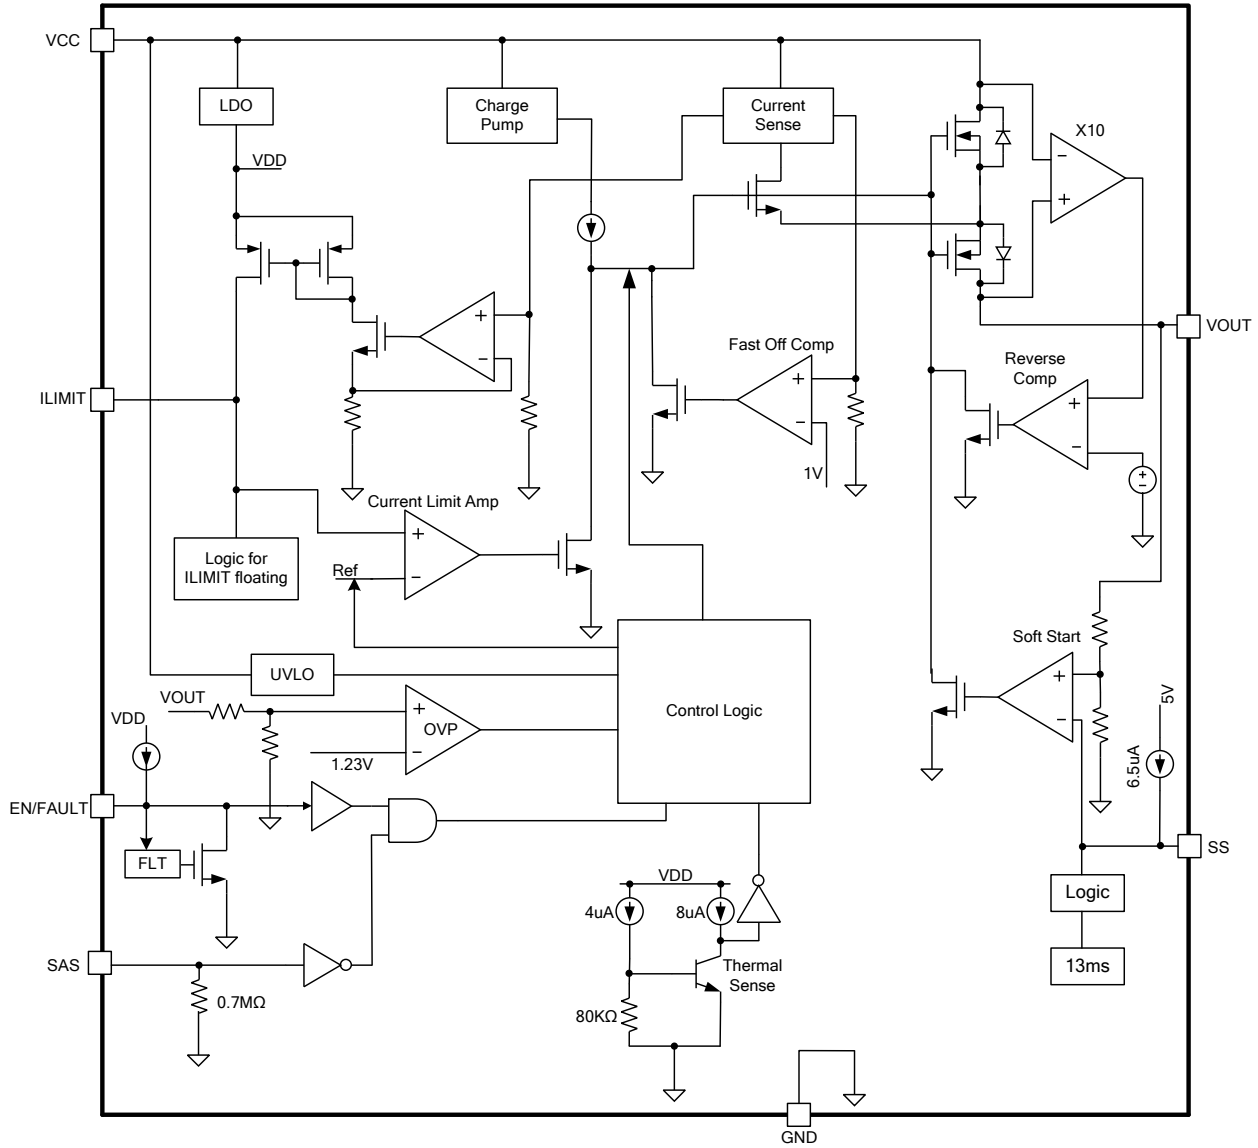 VCC
LDO
Charge
Pump
Current
Sense
X10
−
+
VDD
+
−
VOUT
Fast Off Comp
+
−
1V
Reverse
Comp
+
−
+
−
ILIMIT
Current Limit Amp
+
−
Ref
Logic for
ILIMIT floating
Soft Start
+
−
5V
6.5uA
UVLO
VOUT
VDD
+
−
OVP
1.23V
Control Logic
EN/FAULT
FLT
SS
Logic
13ms
VDD
4uA
8uA
Thermal
Sense
80KΩ
SAS
0.7MΩ
GND